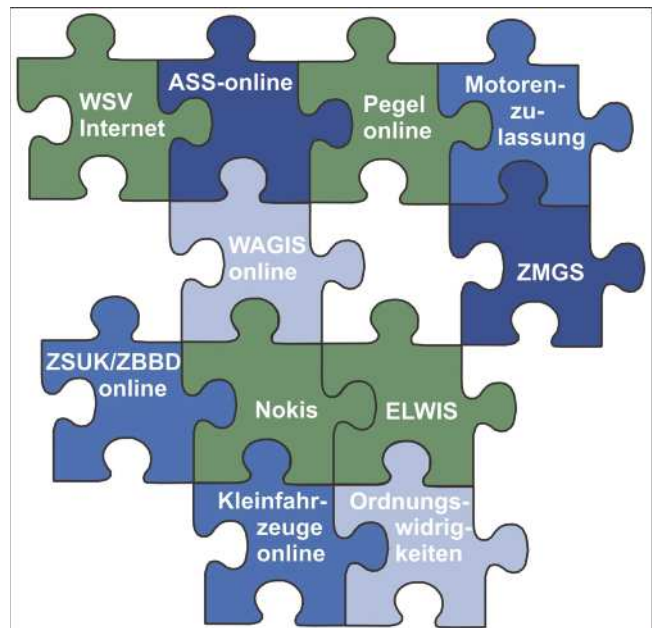 WSV
Internet
ASS-online
Pegel
online
Motoren-
zu-
lassung
WAGIS
online
ZMGS
ZSUK/ZBBD
online
Nokis
ELWIS
Kleinfahr-
zeuge
online
Ordnungs-
widrig-
keiten